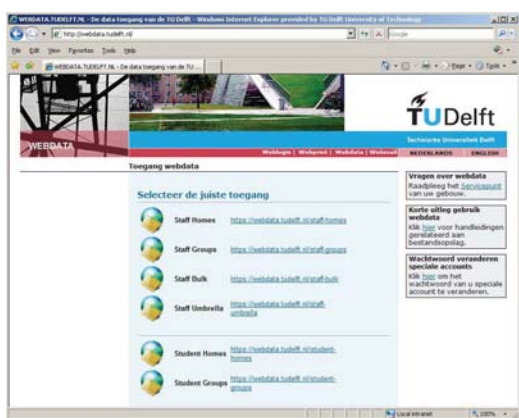 WEBDATA.TUDELFT.NL - De data toegang van de TU Delft - Windows Internet Explorer provided by TU Delft University of Technology
http://webdata.tudelft.nl/
Google
File Edit View Favorites Tools Help
WEBDATA.TUDELFT.NL - De data toegang van de TU ...
Page Tools
TUDelft
Technische Universiteit Delft
WEBDATA
Weblogin | Webprint | Webdata | Webmail
NEDERLANDS ENGLISH
Toegang webdata
Selecteer de juiste toegang
Staff Homes https://webdata.tudelft.nl/staff-homes
Staff Groups https://webdata.tudelft.nl/staff-groups
Staff Bulk https://webdata.tudelft.nl/staff-bulk
Staff Umbrella https://webdata.tudelft.nl/staff-
umbrella
Student Homes https://webdata.tudelft.nl/student-
homes
Student Groups https://webdata.tudelft.nl/student-
groups
Vragen over webdata
Raadpleeg het Servicepunt
van uw gebouw.
Korte uitleg gebruik
webdata
Klik hier voor handleidingen
gerelateerd aan
bestandsopslag.
Wachtwoord veranderen
speciale accounts
Klik hier om het
wachtwoord van u speciale
account te veranderen.
Local intranet
100%